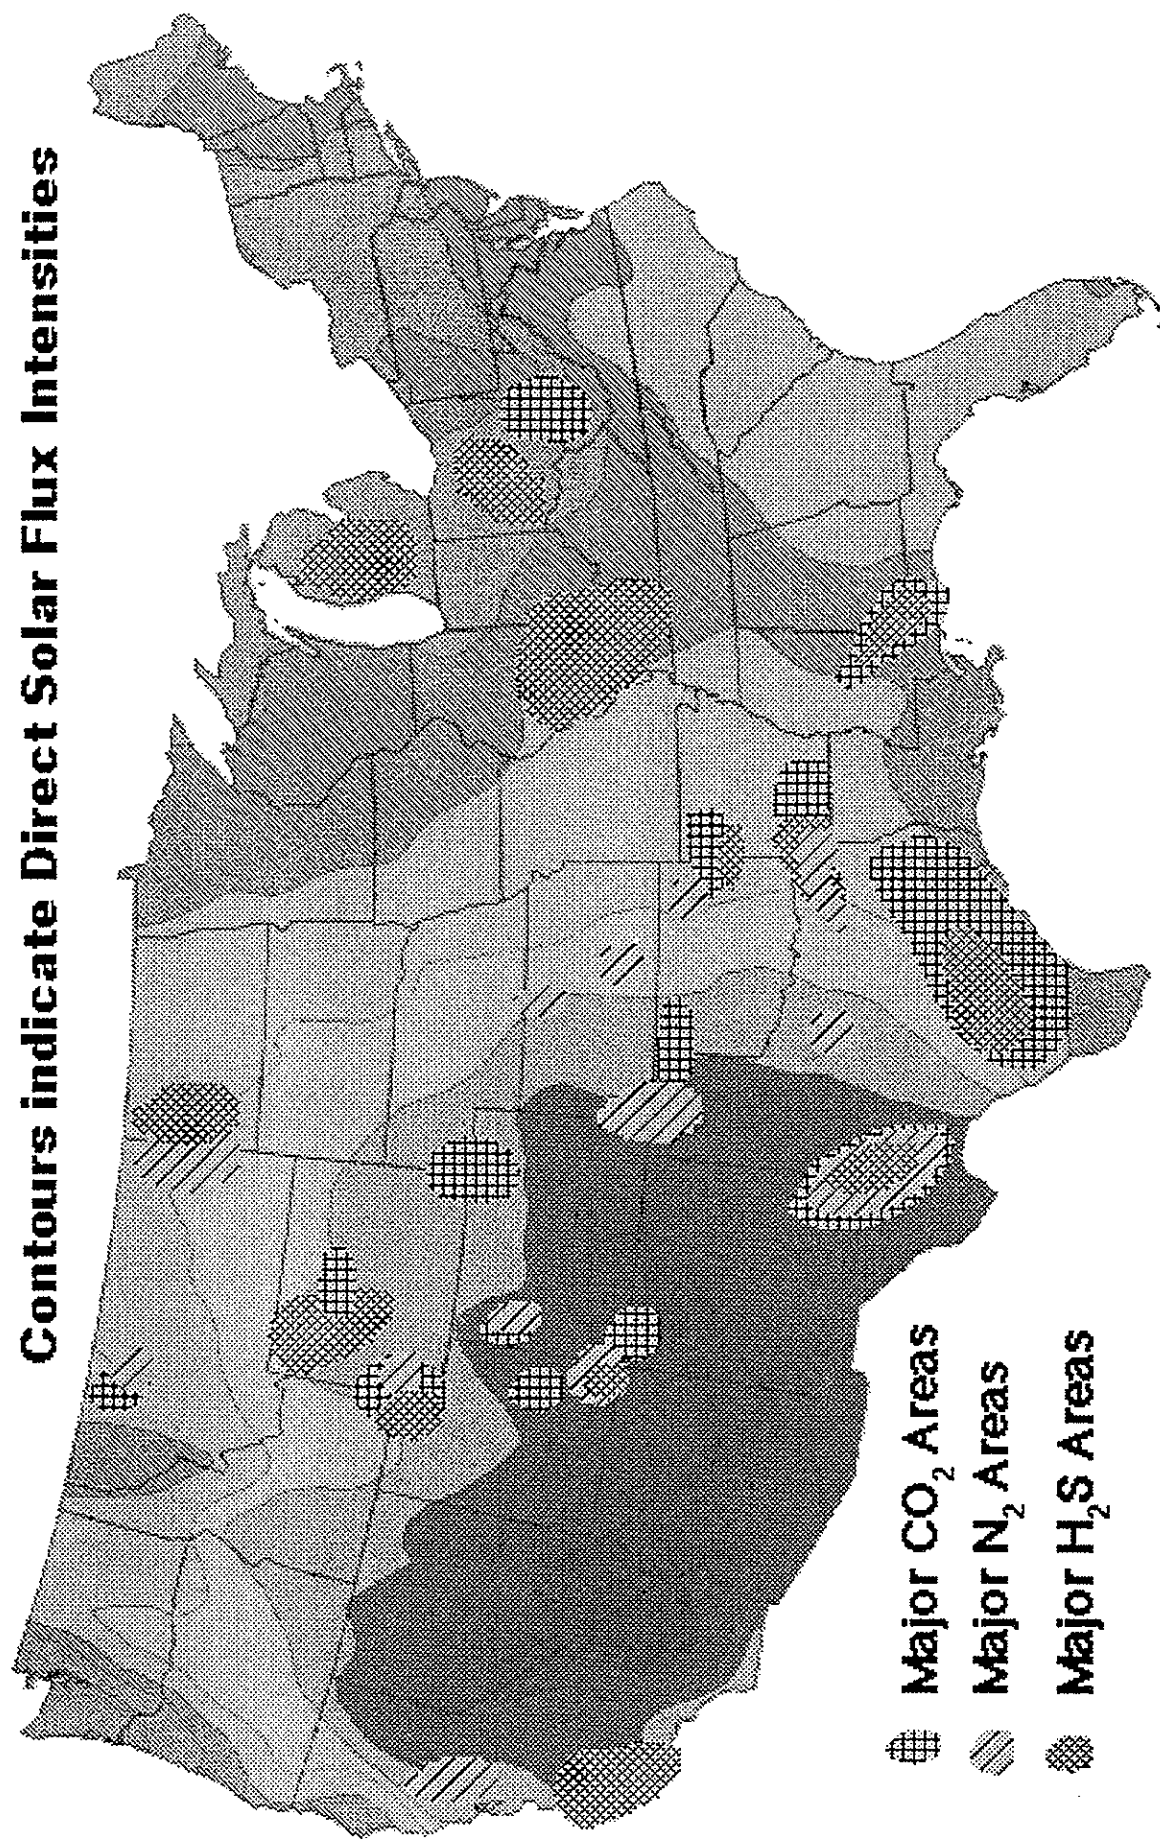 Contours indicate Direct Solar Flux Intensities
Major CO₂ Areas
Major N₂ Areas
Major H₂S Areas